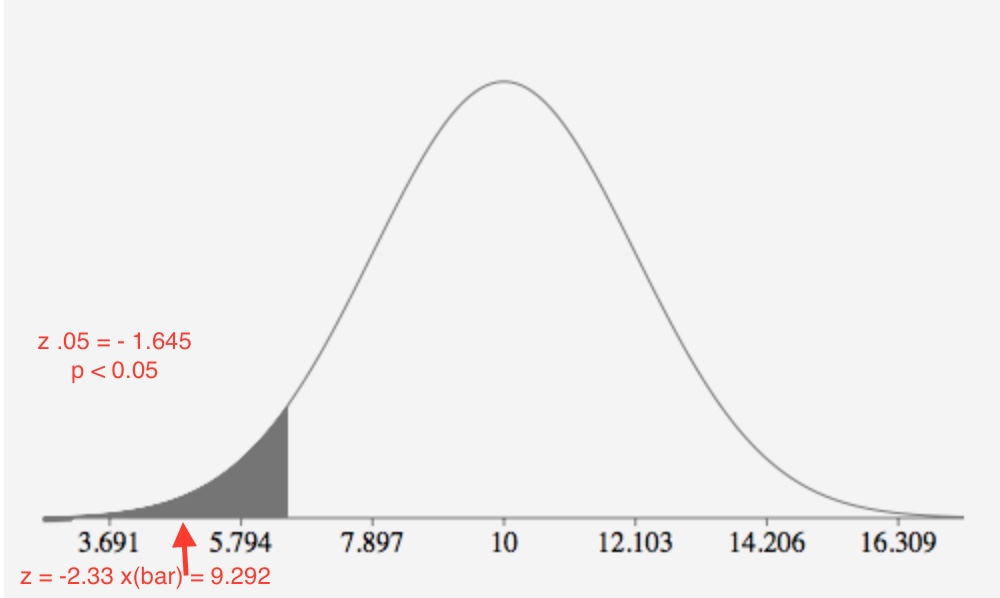 z .05 = - 1.645
p < 0.05
3.691 5.794 7.897 10 12.103 14.206 16.309
z = -2.33 x(bar) = 9.292